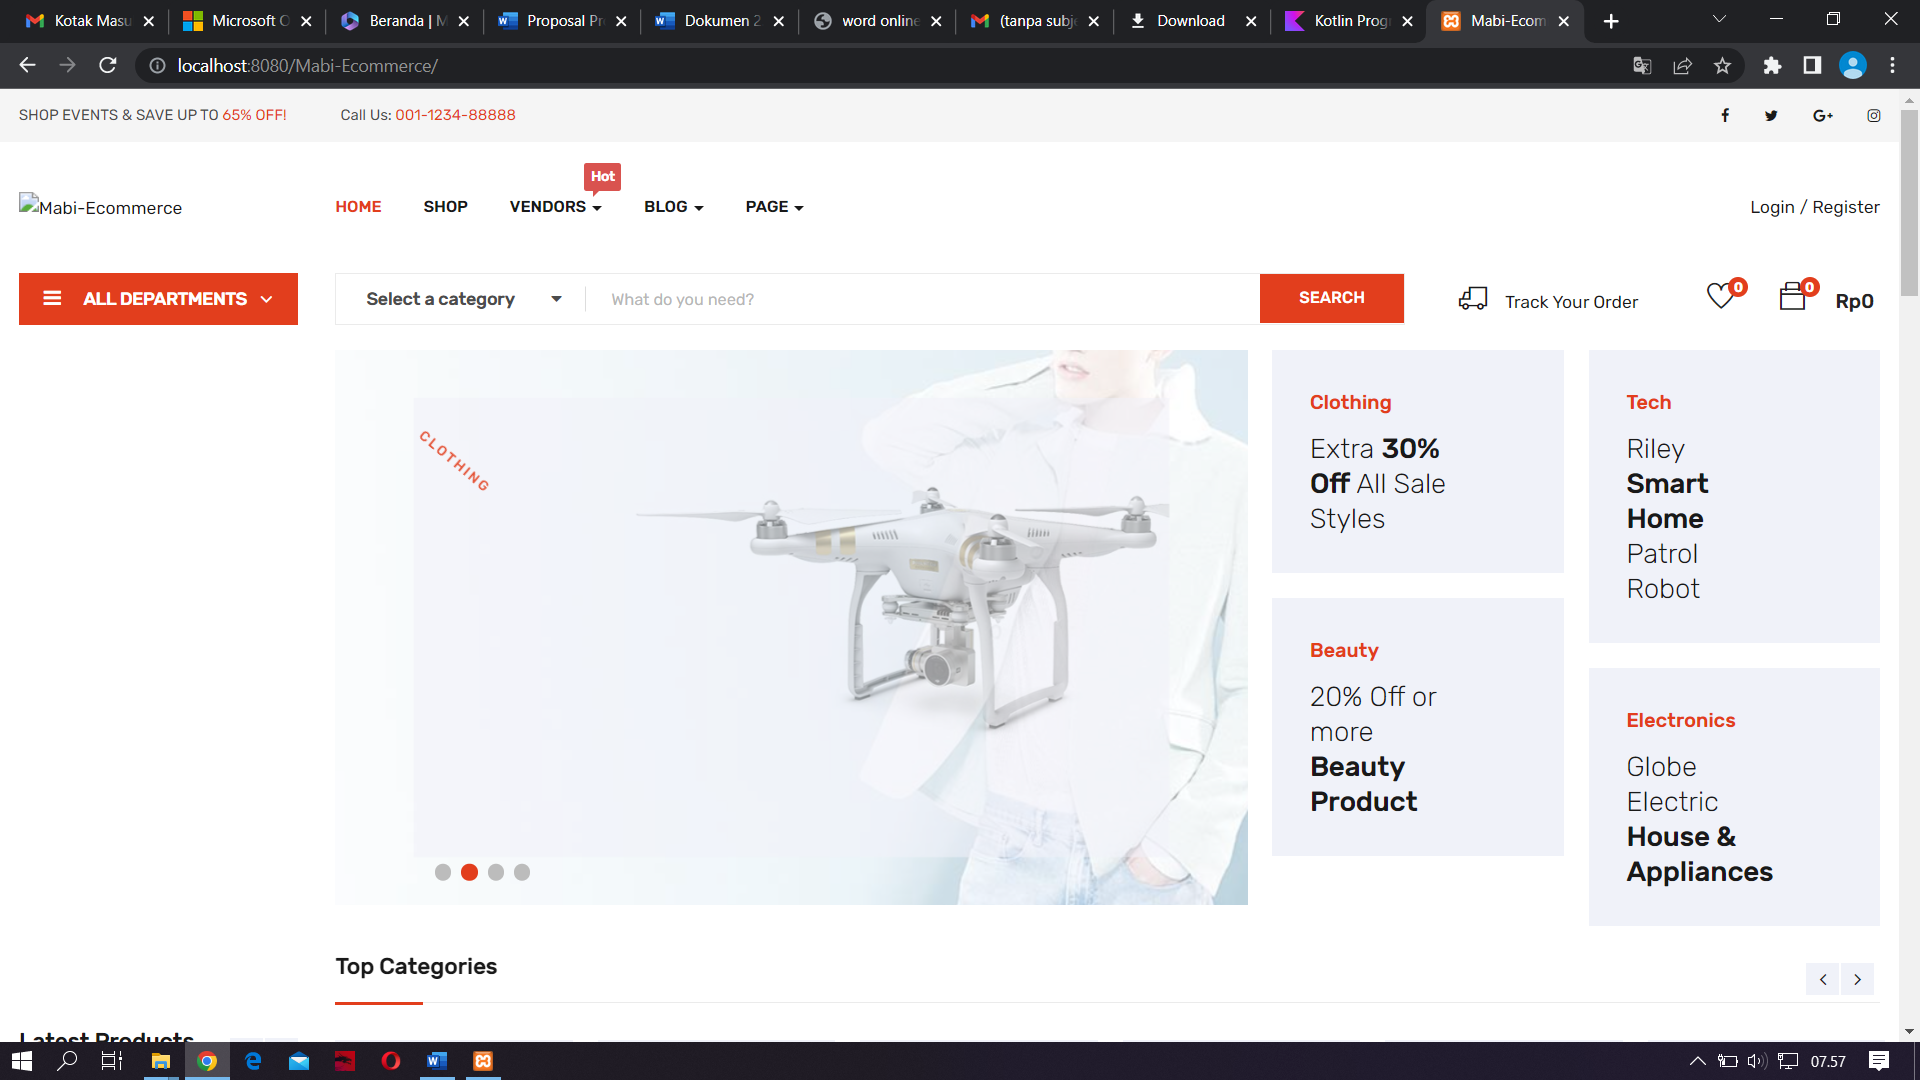 Kotak Masu
Microsoft O
Beranda | M
Proposal Pr
Dokumen 2
word online
(tanpa subje
Download
Kotlin Prog
Mabi-Ecom
localhost:8080/Mabi-Ecommerce/
SHOP EVENTS & SAVE UP TO 65% OFF!
Call Us: 001-1234-88888
Mabi-Ecommerce
HOME
SHOP
VENDORS
Hot
BLOG
PAGE
Login / Register
ALL DEPARTMENTS
Select a category
What do you need?
SEARCH
Track Your Order
0
0
Rp0
CLOTHING
Clothing
Extra 30%
Off All Sale
Styles
Beauty
20% Off or
more
Beauty
Product
Tech
Riley
Smart
Home
Patrol
Robot
Electronics
Globe
Electric
House &
Appliances
Top Categories
Latest Products
07.57